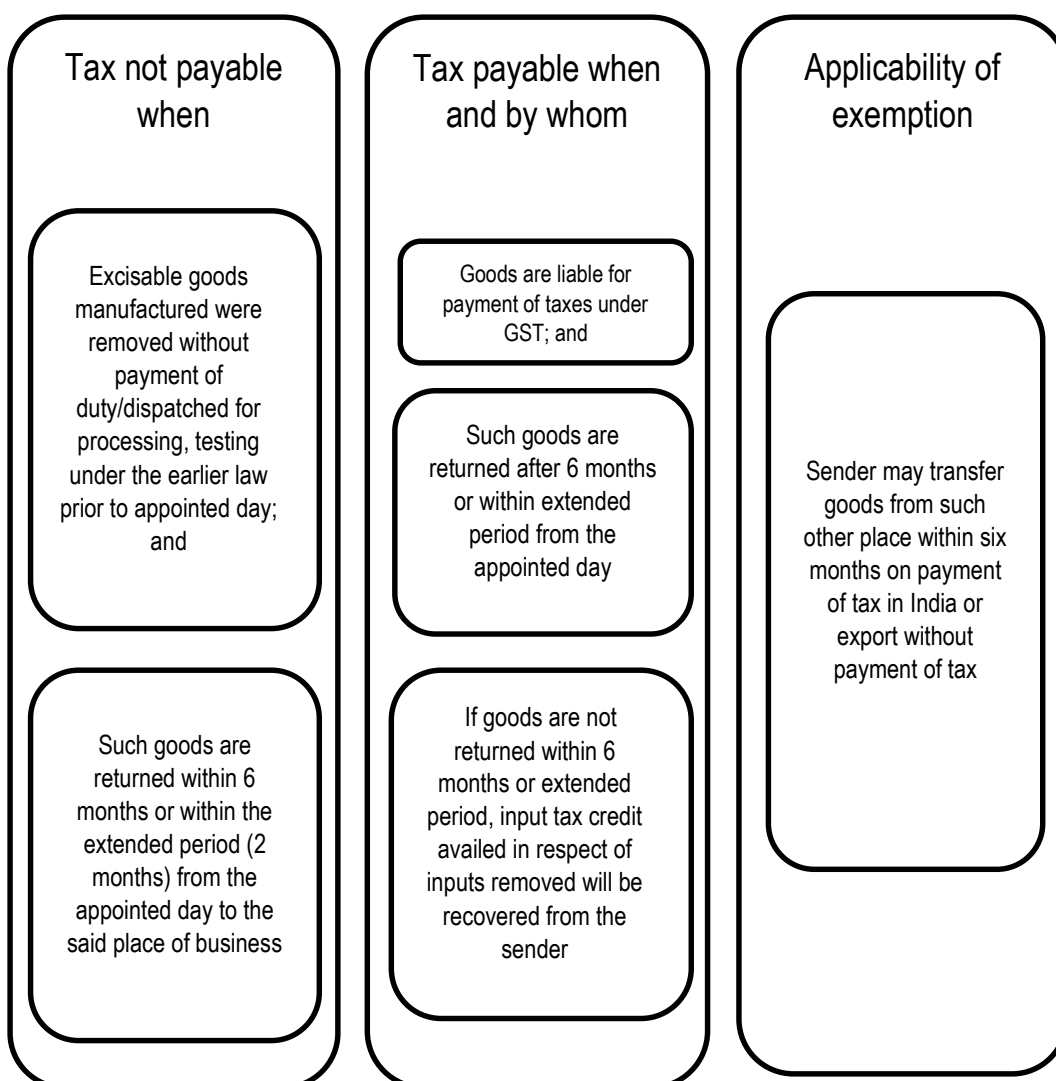 Tax not payable
when
Excisable goods
manufactured were
removed without
payment of
duty/dispatched for
processing, testing
under the earlier law
prior to appointed day;
and
Such goods are
returned within 6
months or within the
extended period (2
months) from the
appointed day to the
said place of business
Tax payable when
and by whom
Goods are liable for
payment of taxes under
GST; and
Such goods are
returned after 6 months
or within extended
period from the
appointed day
If goods are not
returned within 6
months or extended
period, input tax credit
availed in respect of
inputs removed will be
recovered from the
sender
Applicability of
exemption
Sender may transfer
goods from such
other place within six
months on payment
of tax in India or
export without
payment of tax